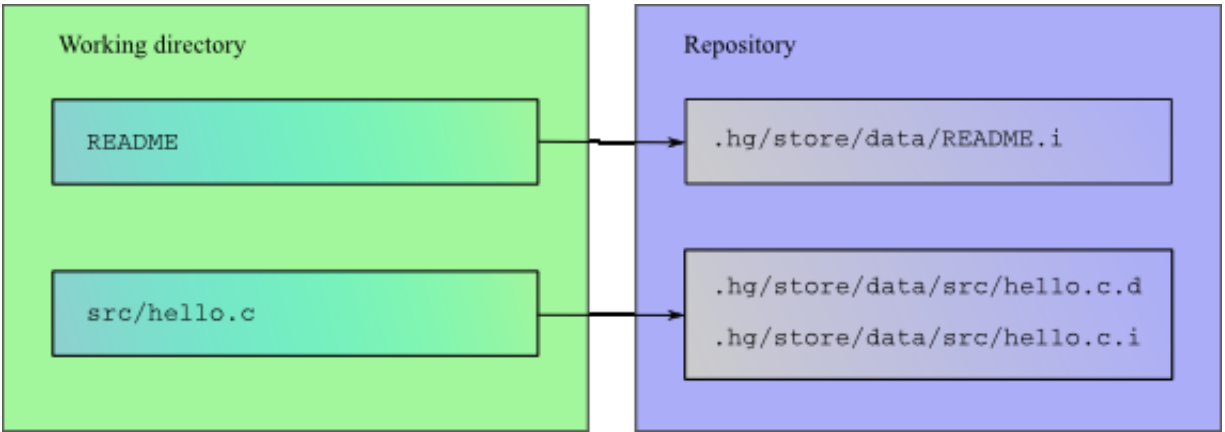 Working directory
README
src/hello.c
Repository
.hg/store/data/README.i
.hg/store/data/src/hello.c.d
.hg/store/data/src/hello.c.i